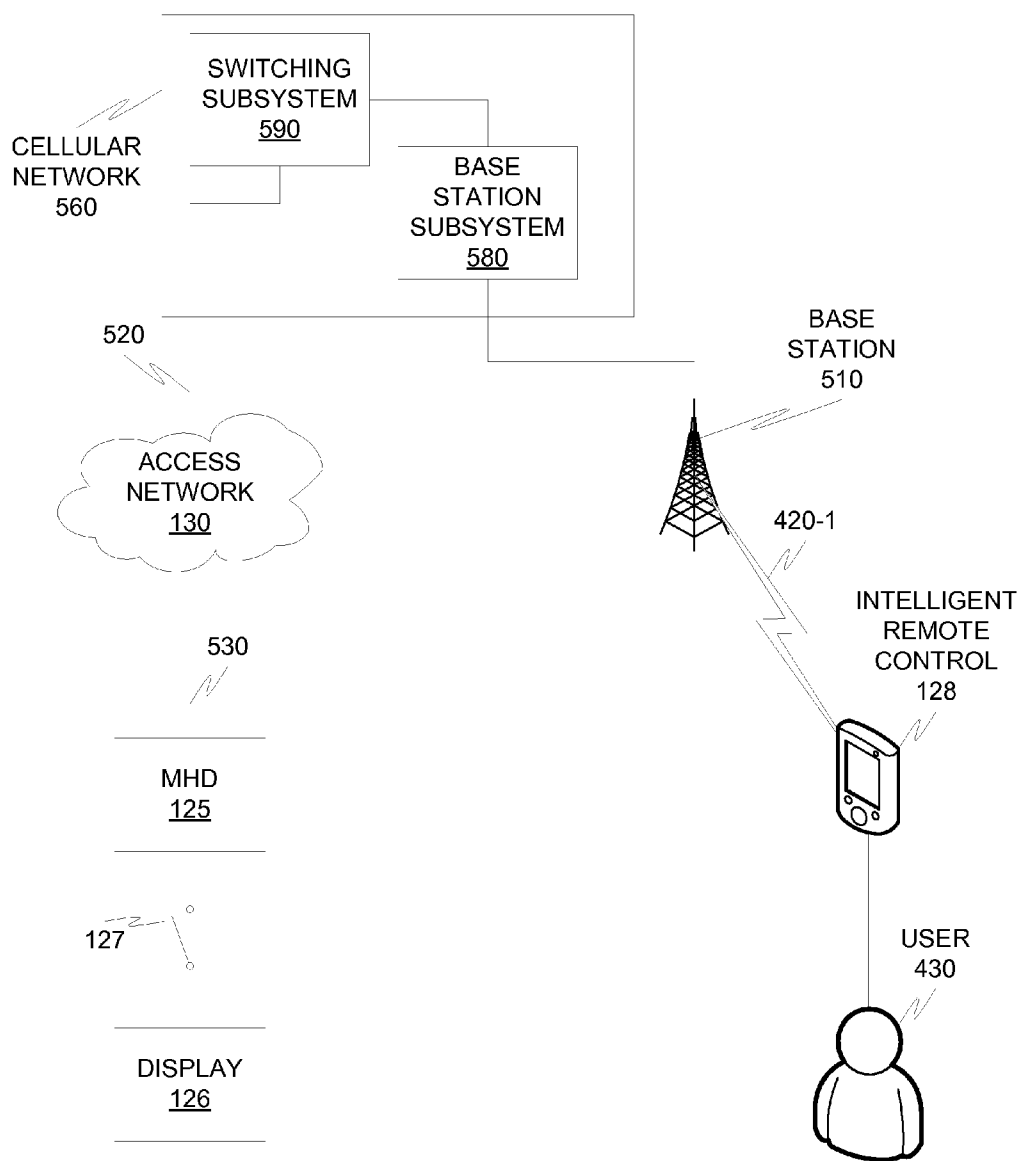 SWITCHING
SUBSYSTEM
590
CELLULAR
NETWORK
560
BASE
STATION
SUBSYSTEM
580
520
BASE
STATION
510
ACCESS
NETWORK
130
420-1
INTELLIGENT
REMOTE
CONTROL
128
530
MHD
125
127
USER
430
DISPLAY
126